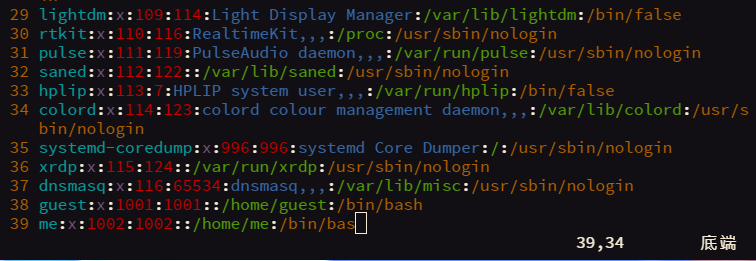 29 lightdm:x:109:114:Light Display Manager:/var/lib/lightdm:/bin/false
30 rtkit:x:110:116:RealtimeKit,,,:/proc:/usr/sbin/nologin
31 pulse:x:111:119:PulseAudio daemon,,,:/var/run/pulse:/usr/sbin/nologin
32 saned:x:112:122::/var/lib/saned:/usr/sbin/nologin
33 hplip:x:113:7:HPLIP system user,,,:/var/run/hplip:/bin/false
34 colord:x:114:123:colord colour management daemon,,,:/var/lib/colord:/usr/s
bin/nologin
35 systemd-coredump:x:996:996:systemd Core Dumper:/:/usr/sbin/nologin
36 xrdp:x:115:124::/var/run/xrdp:/usr/sbin/nologin
37 dnsmasq:x:116:65534:dnsmasq,,,:/var/lib/misc:/usr/sbin/nologin
38 guest:x:1001:1001::/home/guest:/bin/bash
39 me:x:1002:1002::/home/me:/bin/bas
39,34 底端